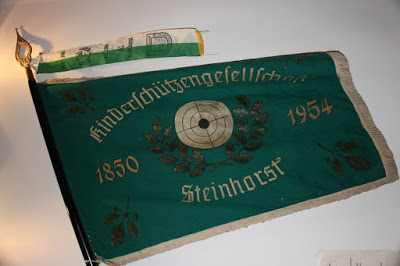 Kinderschützengesellschaft
1850 1954
Steinhorst